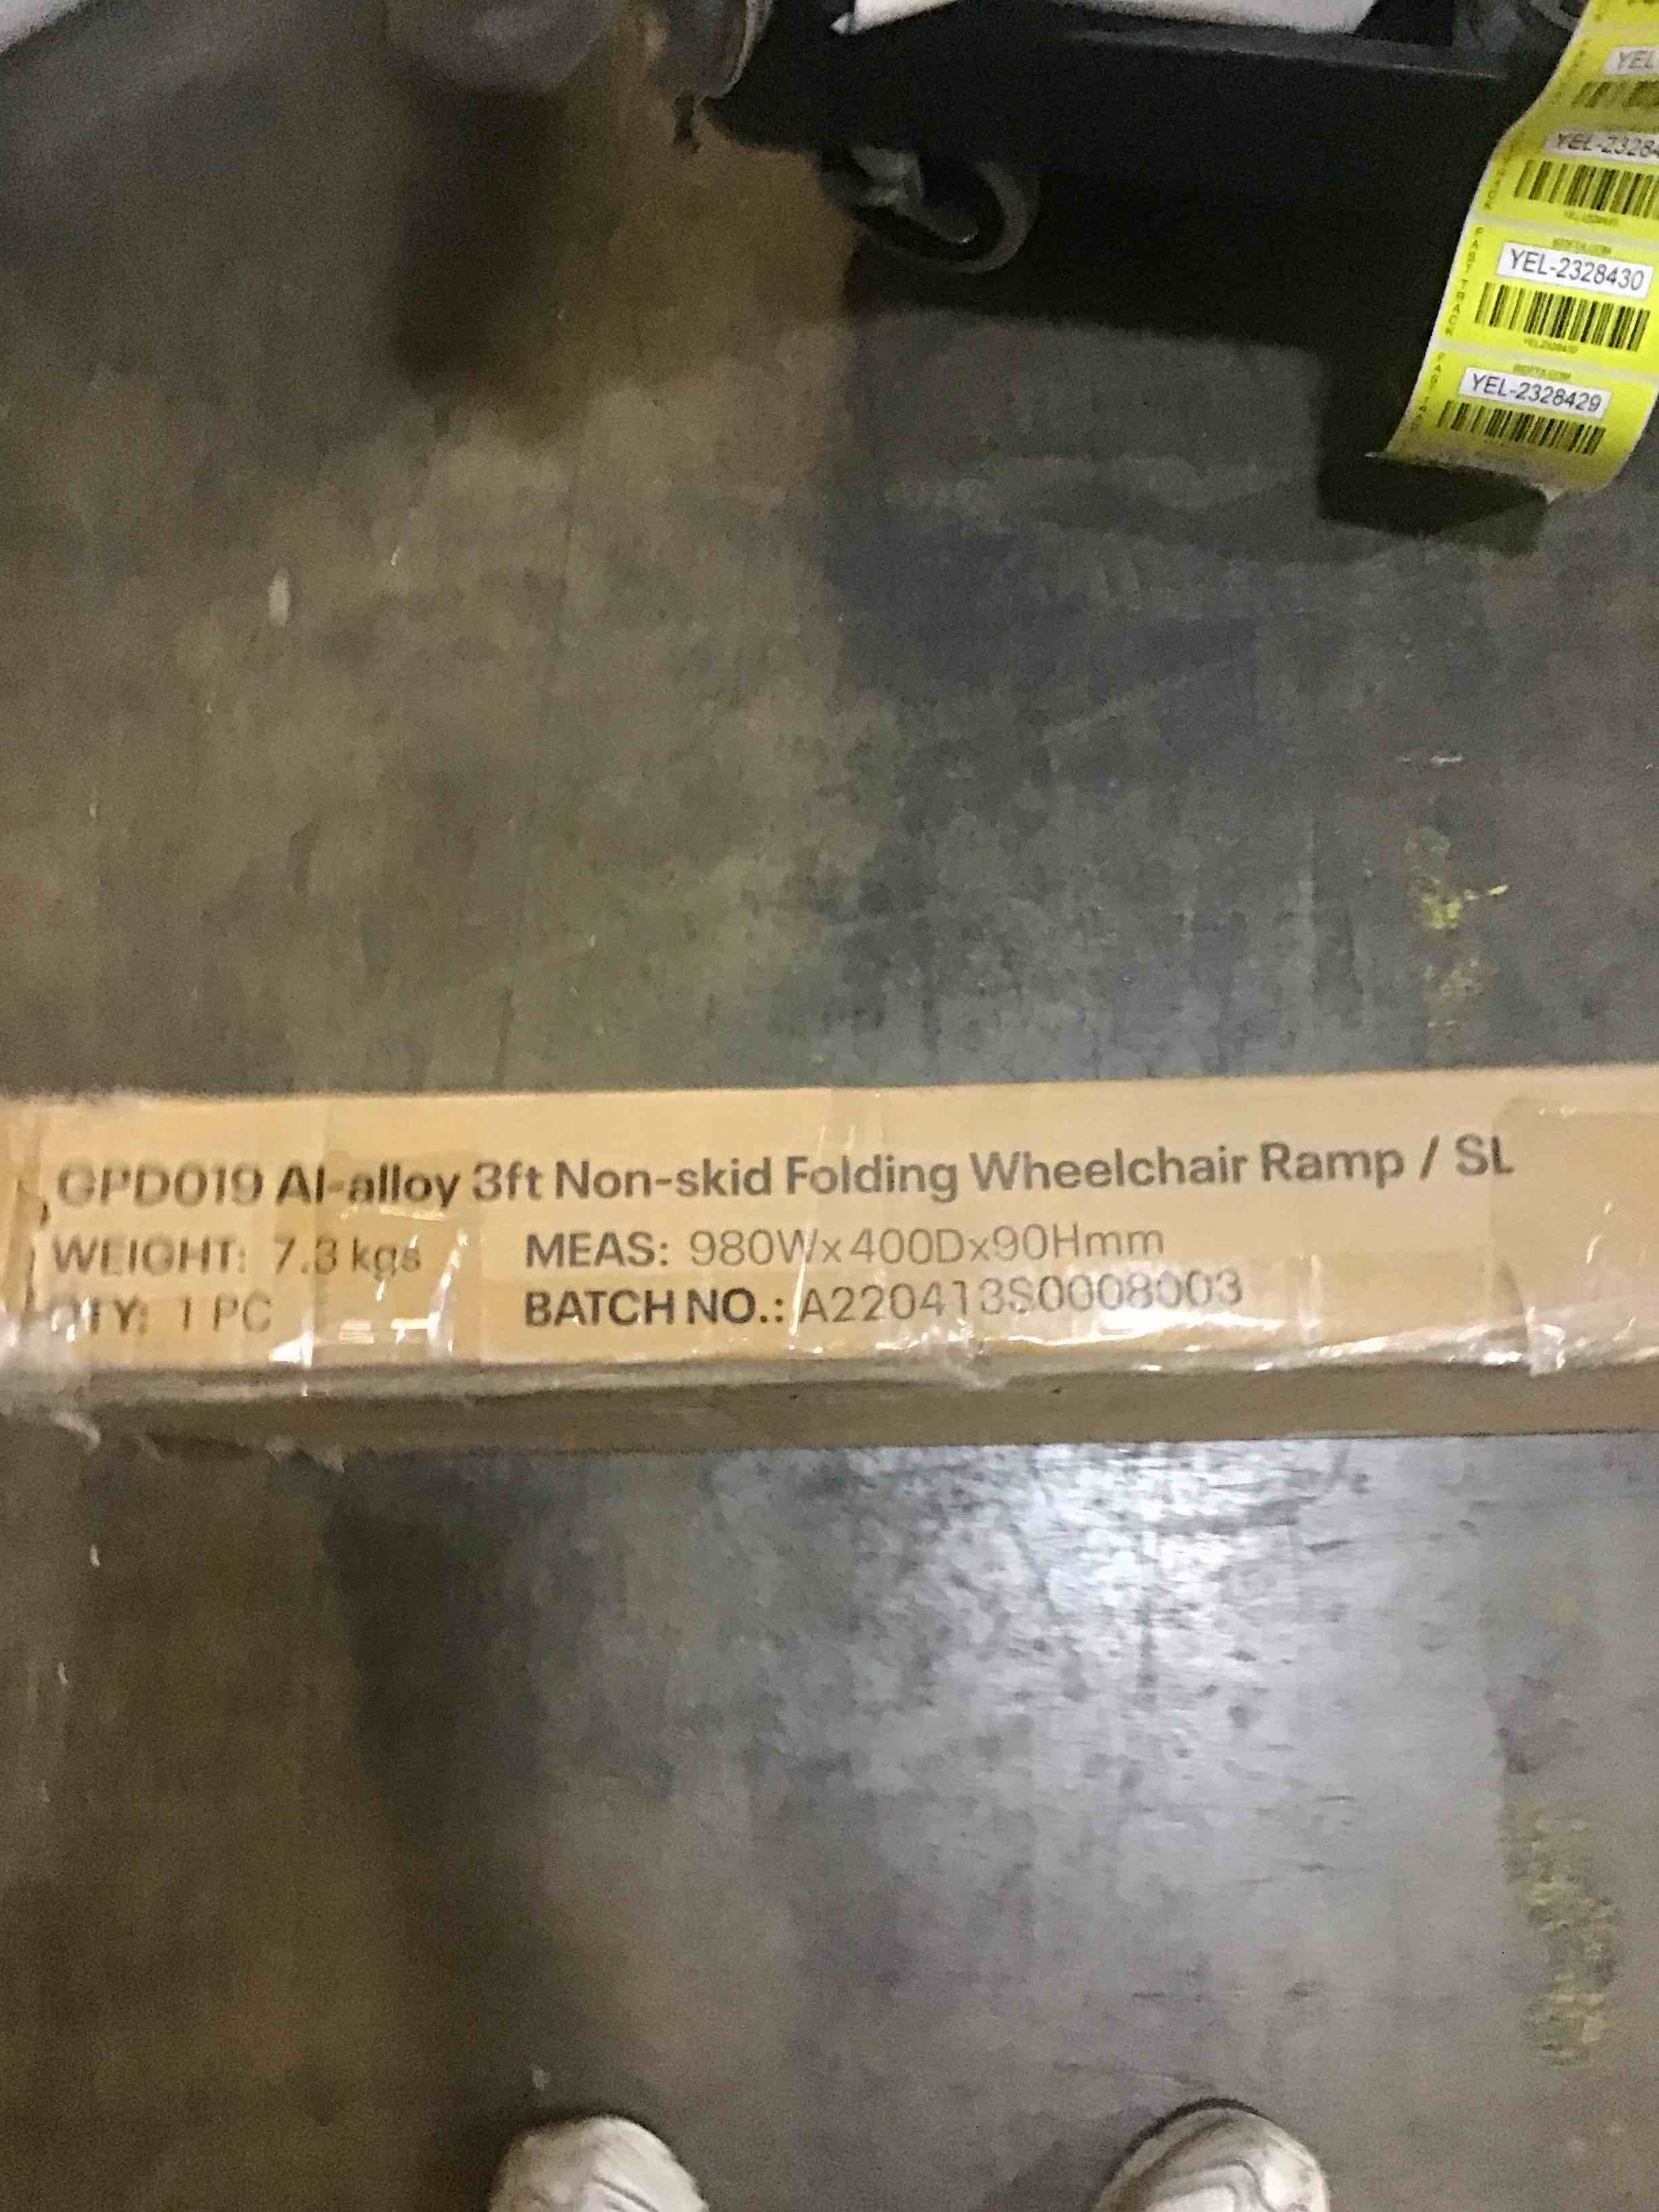 YEL
YEL-2328430
YEL-2328429
GPD019 Al-alloy 3ft Non-skid Folding Wheelchair Ramp / SL
WEIGHT: 7.3 kgs
MEAS: 980Wx400Dx90Hmm
QTY: 1 PC
BATCH NO.: A220413S0008003